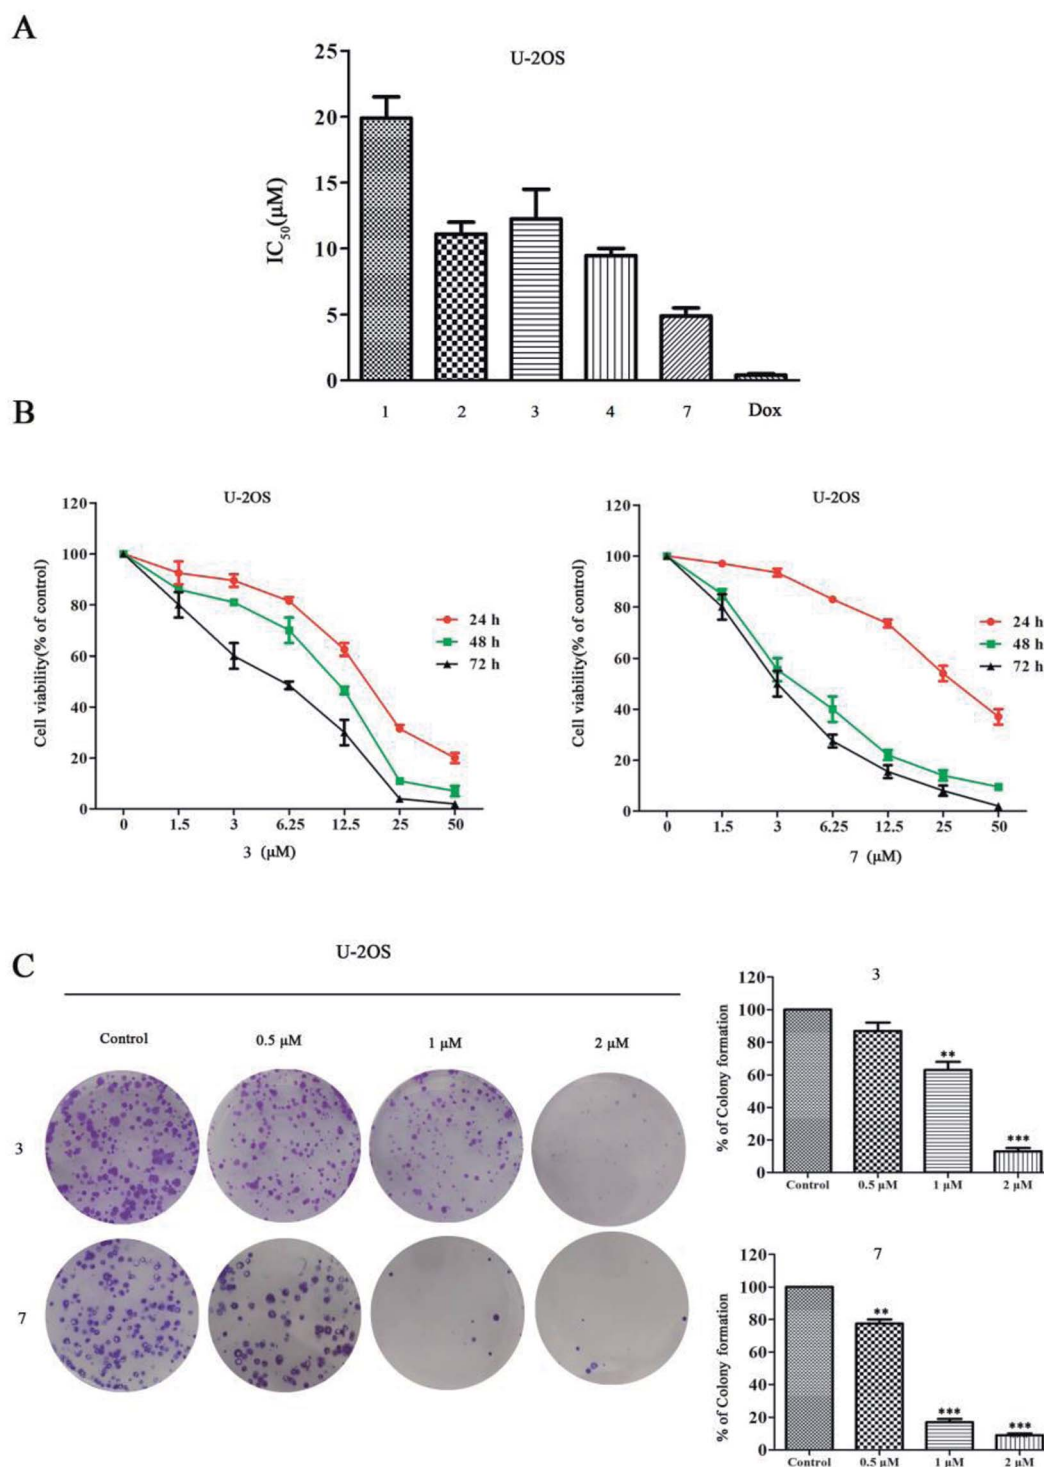 A
U-2OS
25
20
15
10
5
0
IC50(μM)
1 2 3 4 7 Dox
B
U-2OS
120
100
80
60
40
20
0
Cell viability(% of control)
24 h
48 h
72 h
0 1.5 3 6.25 12.5 25 50
3 (μM)
U-2OS
120
100
80
60
40
20
0
Cell viability(% of control)
24 h
48 h
72 h
0 1.5 3 6.25 12.5 25 50
7 (μM)
C
U-2OS
Control 0.5 μM 1 μM 2 μM
3
7
3
120
100
80
60
40
20
0
% of Colony formation
**
***
Control 0.5 μM 1 μM 2 μM
7
120
100
80
60
40
20
0
% of Colony formation
**
***
***
Control 0.5 μM 1 μM 2 μM